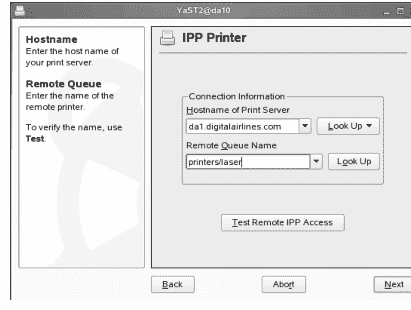 YaST2@da10
Hostname
Enter the host name of
your print server.
Remote Queue
Enter the name of the
remote printer.
To verify the name, use
Test.
IPP Printer
Connection Information
Hostname of Print Server
da1.digitalairlines.com
Look Up
Remote Queue Name
printers/laser
Look Up
Test Remote IPP Access
Back
Abort
Next